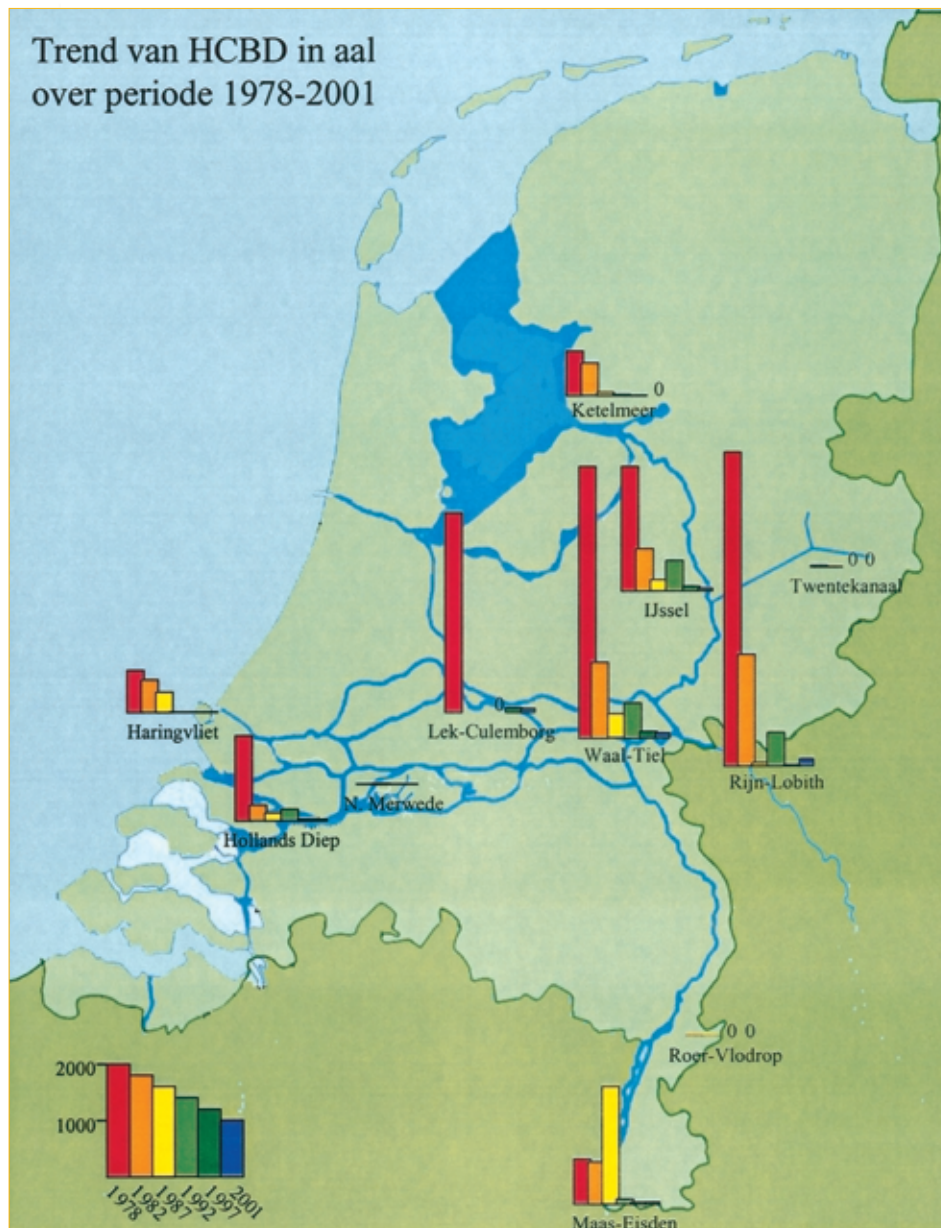 Trend van HCBD in aal
over periode 1978-2001
0
Ketelmeer
0 0
Twentekanaal
IJssel
0
Haringvliet
Lek-Culemborg
Waal-Tiel
Rijn-Lobith
N. Merwede
Hollands Diep
0 0
Roer-Vlodrop
2000
1000
1978
1982
1987
1992
1997
2001
Maas-Eisden